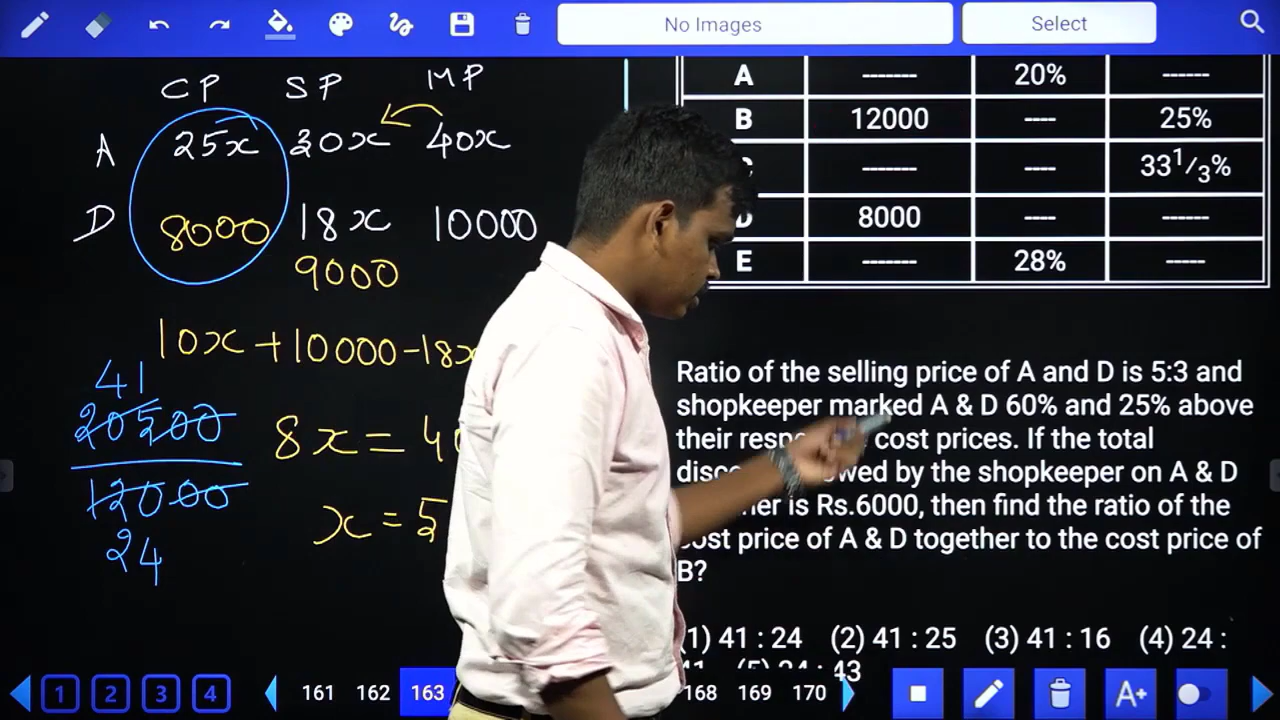 No Images
Select
CP SP MP
A 25x 30x 40x
D 8000 18x 10000
9000
10x + 10000 - 18x
41
20500
12000
24
8x = 40
x = 5
A ------- 20% ------
B 12000 ---- 25%
------- ---- 33 1/3%
8000 ---- ------
E ------- 28% -----
Ratio of the selling price of A and D is 5:3 and
shopkeeper marked A & D 60% and 25% above
their cost prices. If the total
by the shopkeeper on A & D
is Rs.6000, then find the ratio of the
cost price of A & D together to the cost price of
B?
(1) 41 : 24 (2) 41 : 25 (3) 41 : 16 (4) 24 :
41 (5) 24 : 43
1 2 3 4 161 162 163 168 169 170 A+